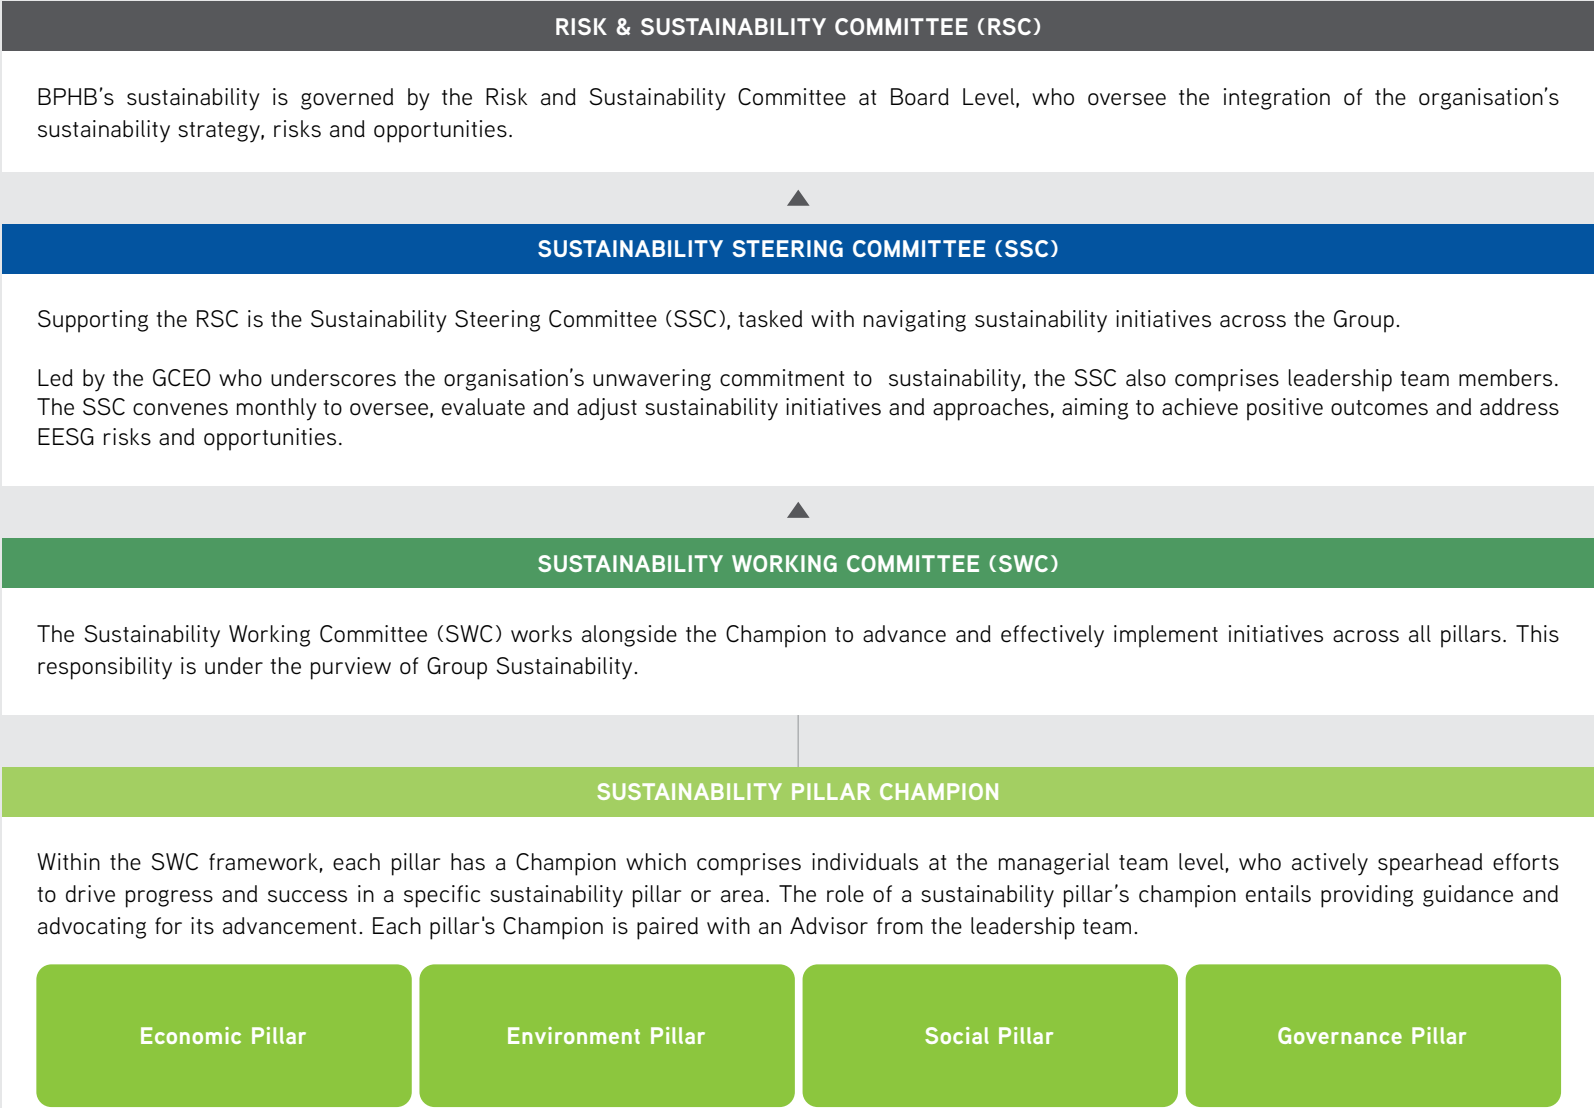 RISK & SUSTAINABILITY COMMITTEE (RSC)
BPHB’s sustainability is governed by the Risk and Sustainability Committee at Board Level, who oversee the integration of the organisation’s
sustainability strategy, risks and opportunities.
SUSTAINABILITY STEERING COMMITTEE (SSC)
Supporting the RSC is the Sustainability Steering Committee (SSC), tasked with navigating sustainability initiatives across the Group.
Led by the GCEO who underscores the organisation’s unwavering commitment to sustainability, the SSC also comprises leadership team members.
The SSC convenes monthly to oversee, evaluate and adjust sustainability initiatives and approaches, aiming to achieve positive outcomes and address
EESG risks and opportunities.
SUSTAINABILITY WORKING COMMITTEE (SWC)
The Sustainability Working Committee (SWC) works alongside the Champion to advance and effectively implement initiatives across all pillars. This
responsibility is under the purview of Group Sustainability.
SUSTAINABILITY PILLAR CHAMPION
Within the SWC framework, each pillar has a Champion which comprises individuals at the managerial team level, who actively spearhead efforts
to drive progress and success in a specific sustainability pillar or area. The role of a sustainability pillar’s champion entails providing guidance and
advocating for its advancement. Each pillar's Champion is paired with an Advisor from the leadership team.
Economic Pillar
Environment Pillar
Social Pillar
Governance Pillar